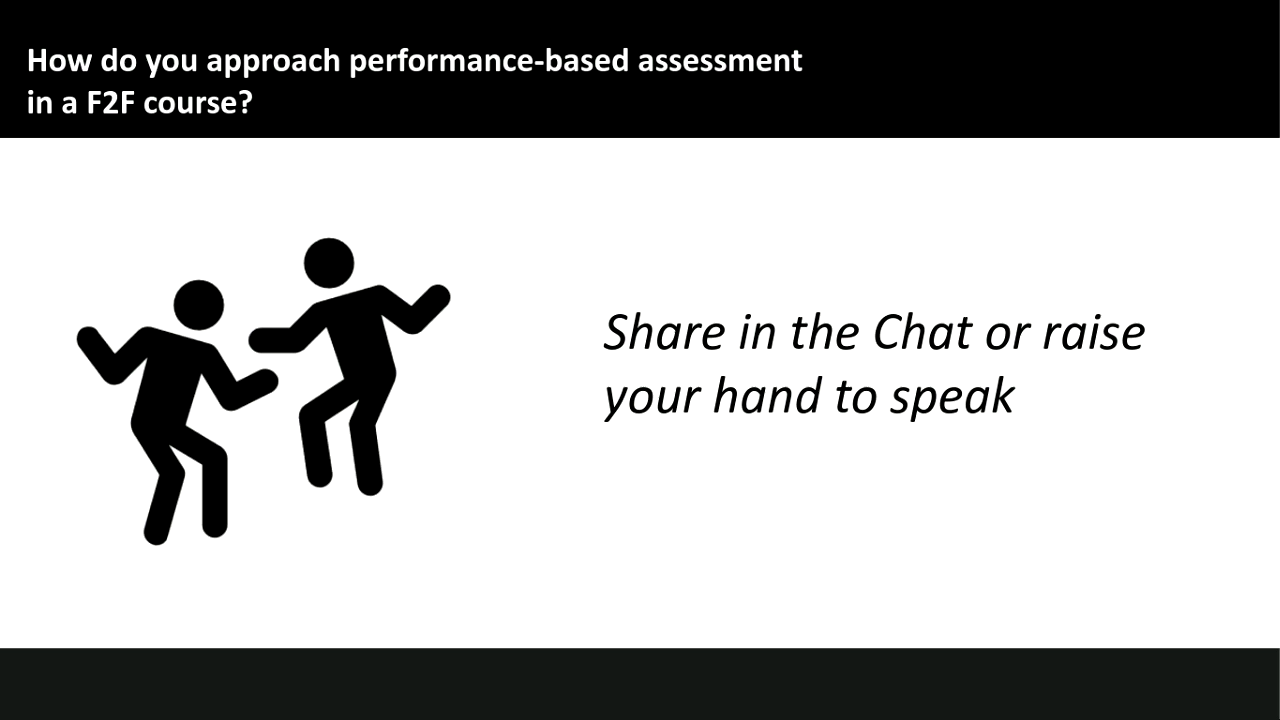 How do you approach performance-based assessment
in a F2F course?
Share in the Chat or raise
your hand to speak